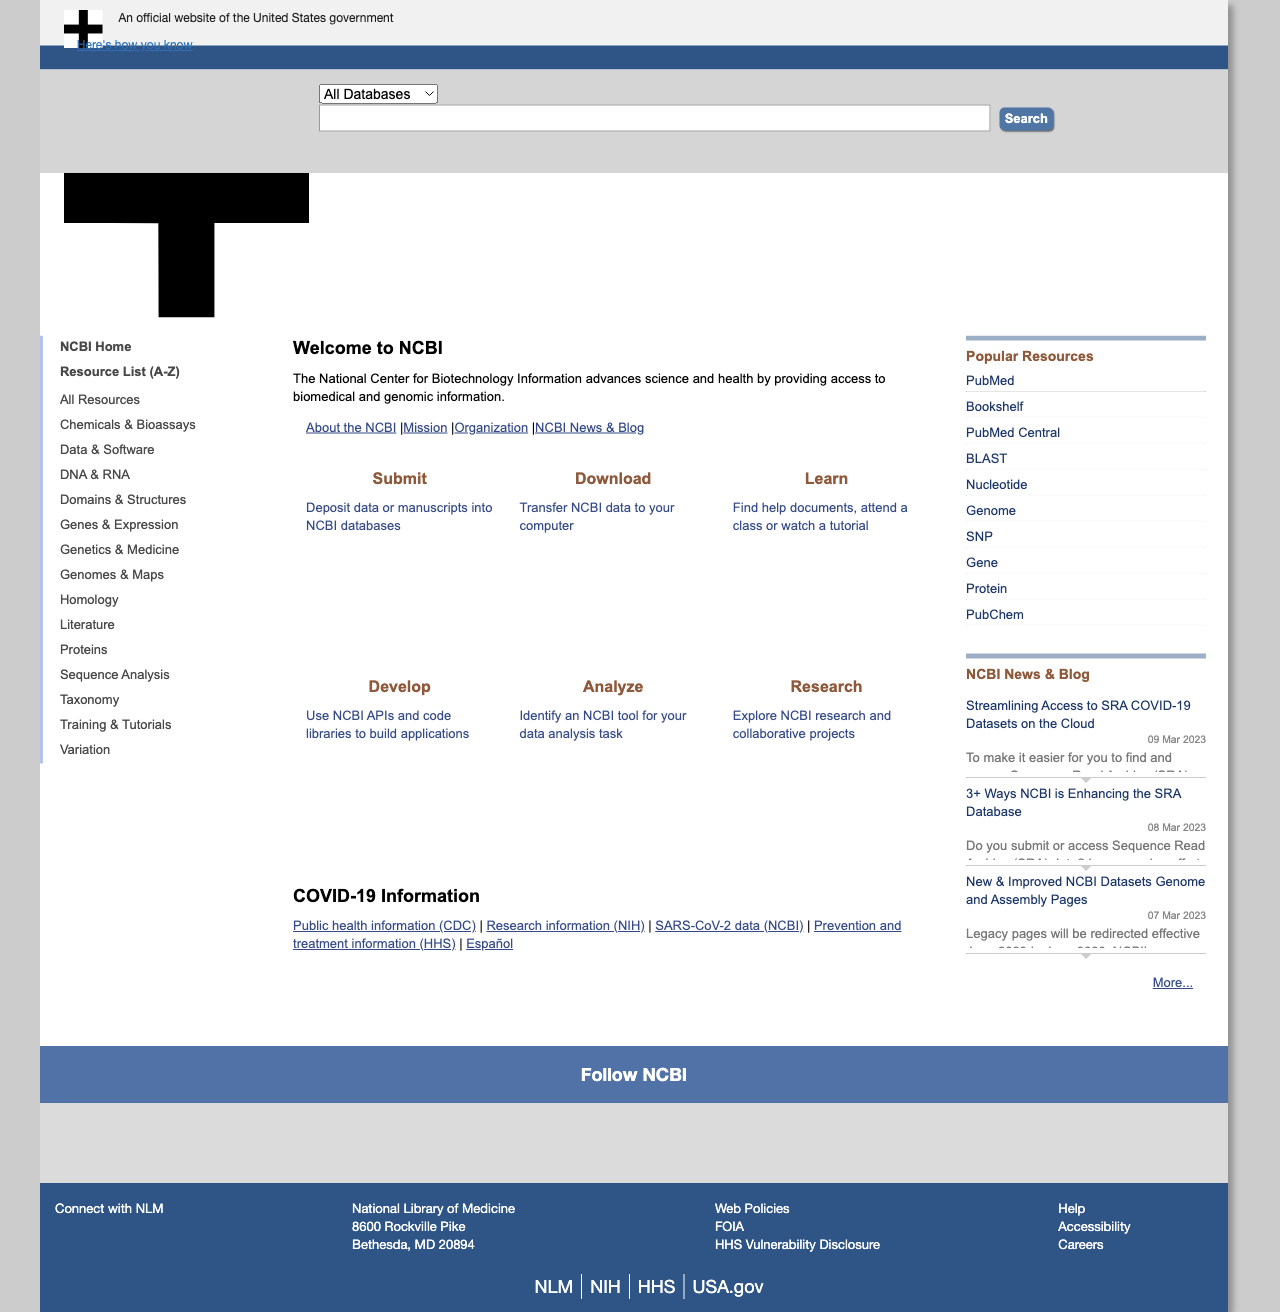 An official website of the United States government
Here's how you know
All Databases
Search
NCBI Home
Resource List (A-Z)
All Resources
Chemicals & Bioassays
Data & Software
DNA & RNA
Domains & Structures
Genes & Expression
Genetics & Medicine
Genomes & Maps
Homology
Literature
Proteins
Sequence Analysis
Taxonomy
Training & Tutorials
Variation
Welcome to NCBI
The National Center for Biotechnology Information advances science and health by providing access to
biomedical and genomic information.
About the NCBI |Mission |Organization |NCBI News & Blog
Submit
Deposit data or manuscripts into
NCBI databases
Download
Transfer NCBI data to your
computer
Learn
Find help documents, attend a
class or watch a tutorial
Develop
Use NCBI APIs and code
libraries to build applications
Analyze
Identify an NCBI tool for your
data analysis task
Research
Explore NCBI research and
collaborative projects
COVID-19 Information
Public health information (CDC) | Research information (NIH) | SARS-CoV-2 data (NCBI) | Prevention and
treatment information (HHS) | Español
Popular Resources
PubMed
Bookshelf
PubMed Central
BLAST
Nucleotide
Genome
SNP
Gene
Protein
PubChem
NCBI News & Blog
Streamlining Access to SRA COVID-19
Datasets on the Cloud
09 Mar 2023
To make it easier for you to find and
3+ Ways NCBI is Enhancing the SRA
Database
08 Mar 2023
Do you submit or access Sequence Read
New & Improved NCBI Datasets Genome
and Assembly Pages
07 Mar 2023
Legacy pages will be redirected effective
More...
Follow NCBI
Connect with NLM
National Library of Medicine
8600 Rockville Pike
Bethesda, MD 20894
Web Policies
FOIA
HHS Vulnerability Disclosure
Help
Accessibility
Careers
NLM
NIH
HHS
USA.gov